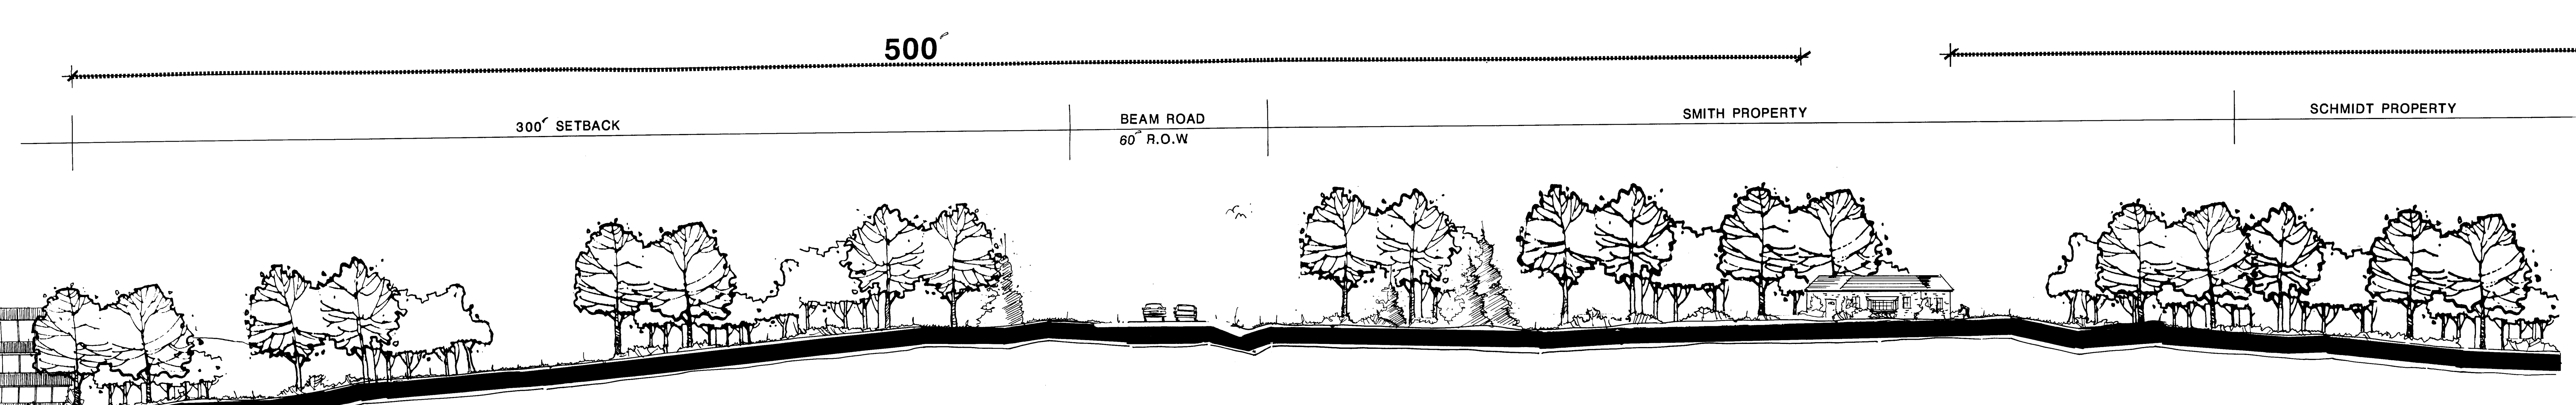 500'
300' SETBACK
BEAM ROAD
60' R.O.W.
SMITH PROPERTY
SCHMIDT PROPERTY